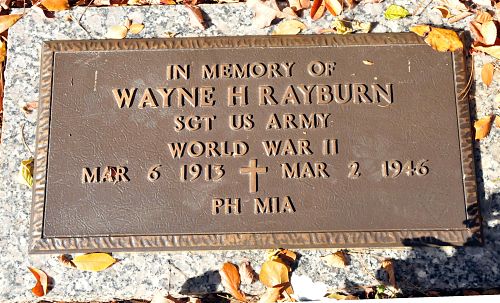 IN MEMORY OF
WAYNE H RAYBURN
SGT US ARMY
WORLD WAR II
MAR 6 1913 MAR 2 1946
PH MIA